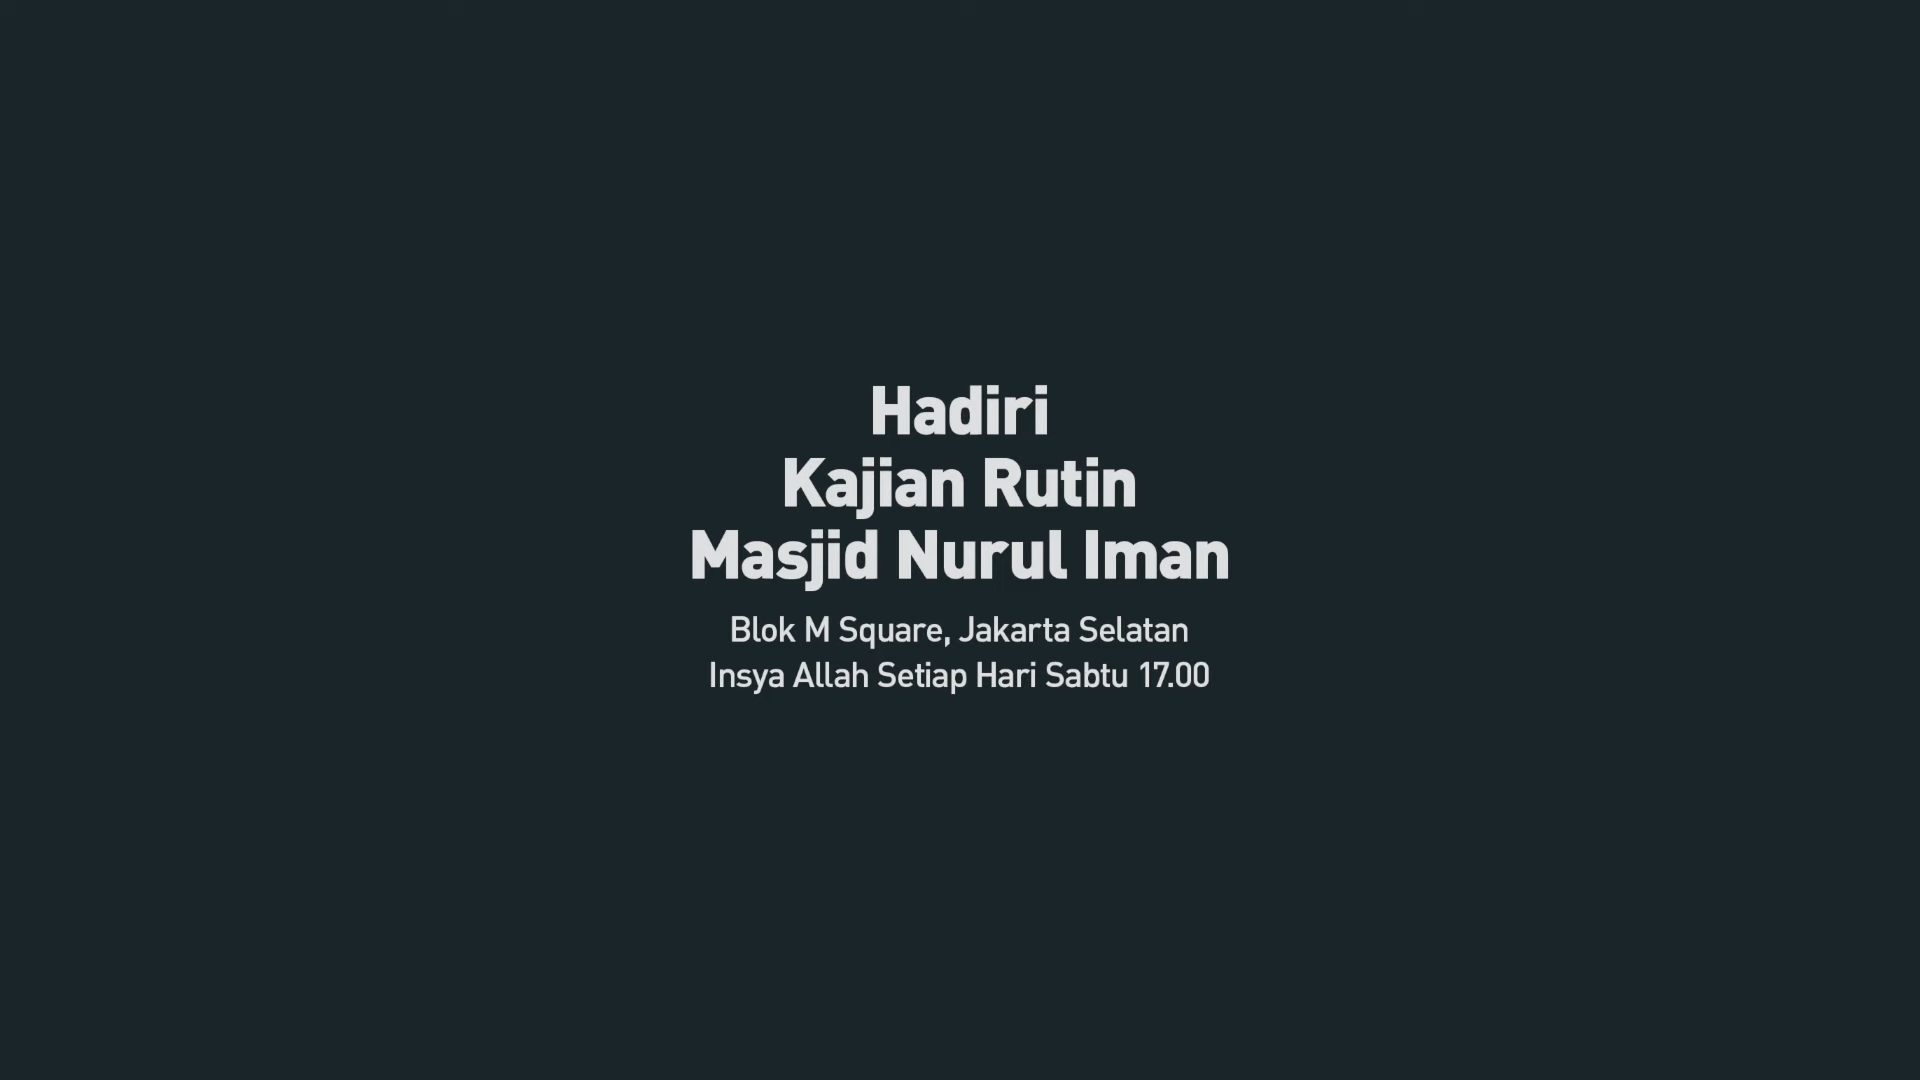 Hadiri
Kajian Rutin
Masjid Nurul Iman
Blok M Square, Jakarta Selatan
Insya Allah Setiap Hari Sabtu 17.00